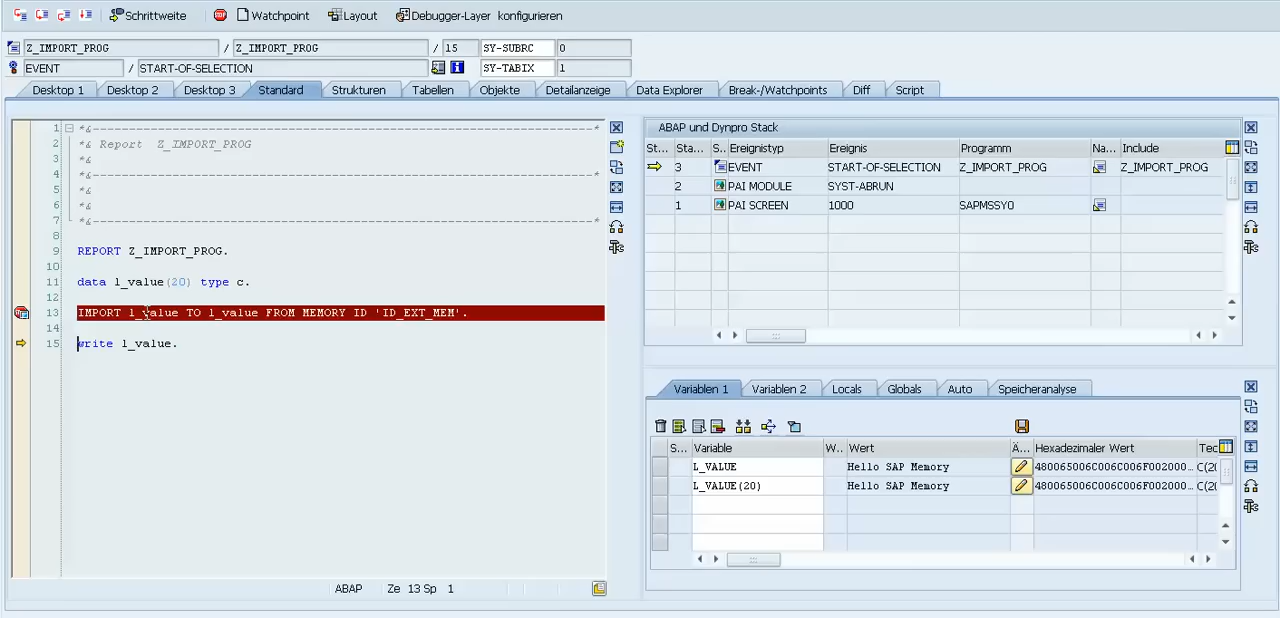 Schrittweite Watchpoint Layout Debugger-Layer konfigurieren
Z_IMPORT_PROG / Z_IMPORT_PROG / 15 SY-SUBRC 0
EVENT / START-OF-SELECTION SY-TABIX 1
Desktop 1 Desktop 2 Desktop 3 Standard Strukturen Tabellen Objekte Detailanzeige Data Explorer Break-/Watchpoints Diff Script
1 *&---------------------------------------------------------------------*
2 *& Report Z_IMPORT_PROG
3 *&
4 *&---------------------------------------------------------------------*
5 *&
6 *&
7 *&---------------------------------------------------------------------*
8
9 REPORT Z_IMPORT_PROG.
10
11 data l_value(20) type c.
12
13 IMPORT l_value TO l_value FROM MEMORY ID 'ID_EXT_MEM'.
14
15 write l_value.
ABAP Ze 13 Sp 1
ABAP und Dynpro Stack
St... Sta... S.. Ereignistyp Ereignis Programm Na... Include
3 EVENT START-OF-SELECTION Z_IMPORT_PROG Z_IMPORT_PROG
2 PAI MODULE SYST-ABRUN
1 PAI SCREEN 1000 SAPMSSY0
Variablen 1 Variablen 2 Locals Globals Auto Speicheranalyse
S... Variable W.. Wert Ä... Hexadezimaler Wert Tec
L_VALUE Hello SAP Memory 480065006C006C006F002000... C(20
L_VALUE(20) Hello SAP Memory 480065006C006C006F002000... C(20